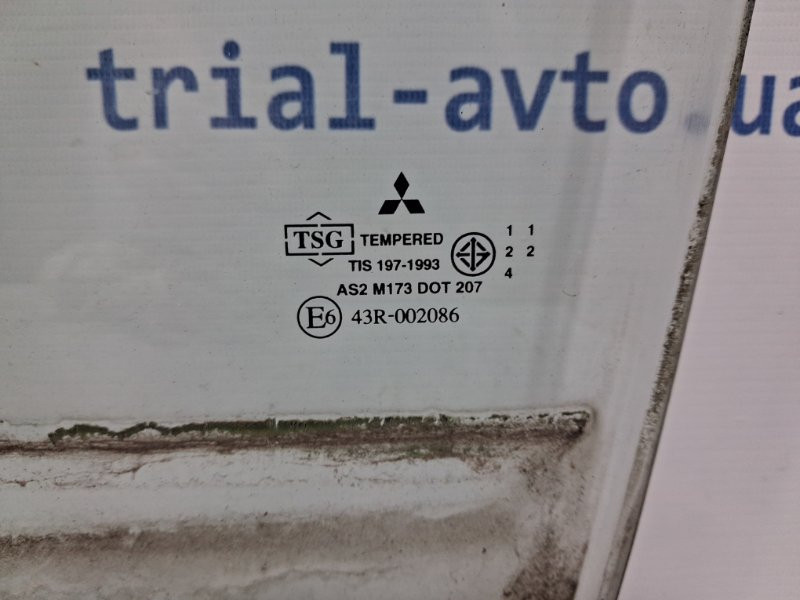 trial-avto.ua
TSG TEMPERED
TIS 197-1993
AS2 M173 DOT 207
E6 43R-002086
1 1
2 2
4